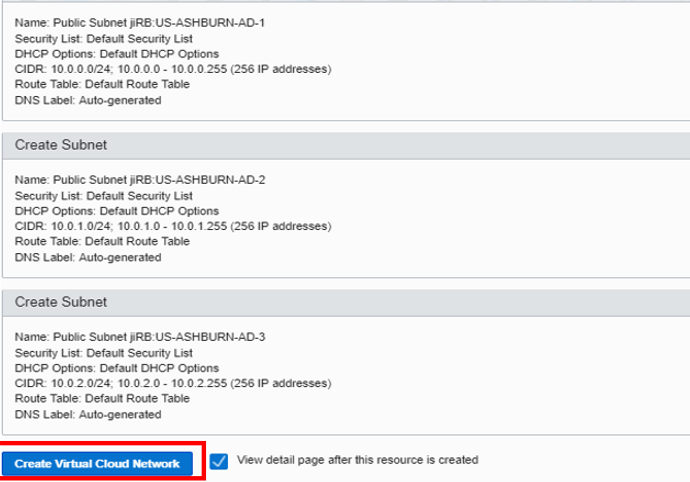 Name: Public Subnet jiRB:US-ASHBURN-AD-1
Security List: Default Security List
DHCP Options: Default DHCP Options
CIDR: 10.0.0.0/24; 10.0.0.0 - 10.0.0.255 (256 IP addresses)
Route Table: Default Route Table
DNS Label: Auto-generated
Create Subnet
Name: Public Subnet jiRB:US-ASHBURN-AD-2
Security List: Default Security List
DHCP Options: Default DHCP Options
CIDR: 10.0.1.0/24; 10.0.1.0 - 10.0.1.255 (256 IP addresses)
Route Table: Default Route Table
DNS Label: Auto-generated
Create Subnet
Name: Public Subnet jiRB:US-ASHBURN-AD-3
Security List: Default Security List
DHCP Options: Default DHCP Options
CIDR: 10.0.2.0/24; 10.0.2.0 - 10.0.2.255 (256 IP addresses)
Route Table: Default Route Table
DNS Label: Auto-generated
Create Virtual Cloud Network View detail page after this resource is created